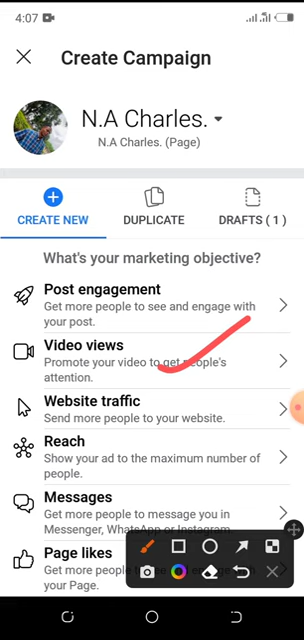 4:07
Create Campaign
N.A Charles.
N.A Charles. (Page)
CREATE NEW
DUPLICATE
DRAFTS ( 1 )
What's your marketing objective?
Post engagement
Get more people to see and engage with
your post.
Video views
Promote your video to get people's
attention.
Website traffic
Send more people to your website.
Reach
Show your ad to the maximum number of
people.
Messages
Get more people to message you in
Messenger, WhatsApp or Instagram.
Page likes
Get more people to
your Page.